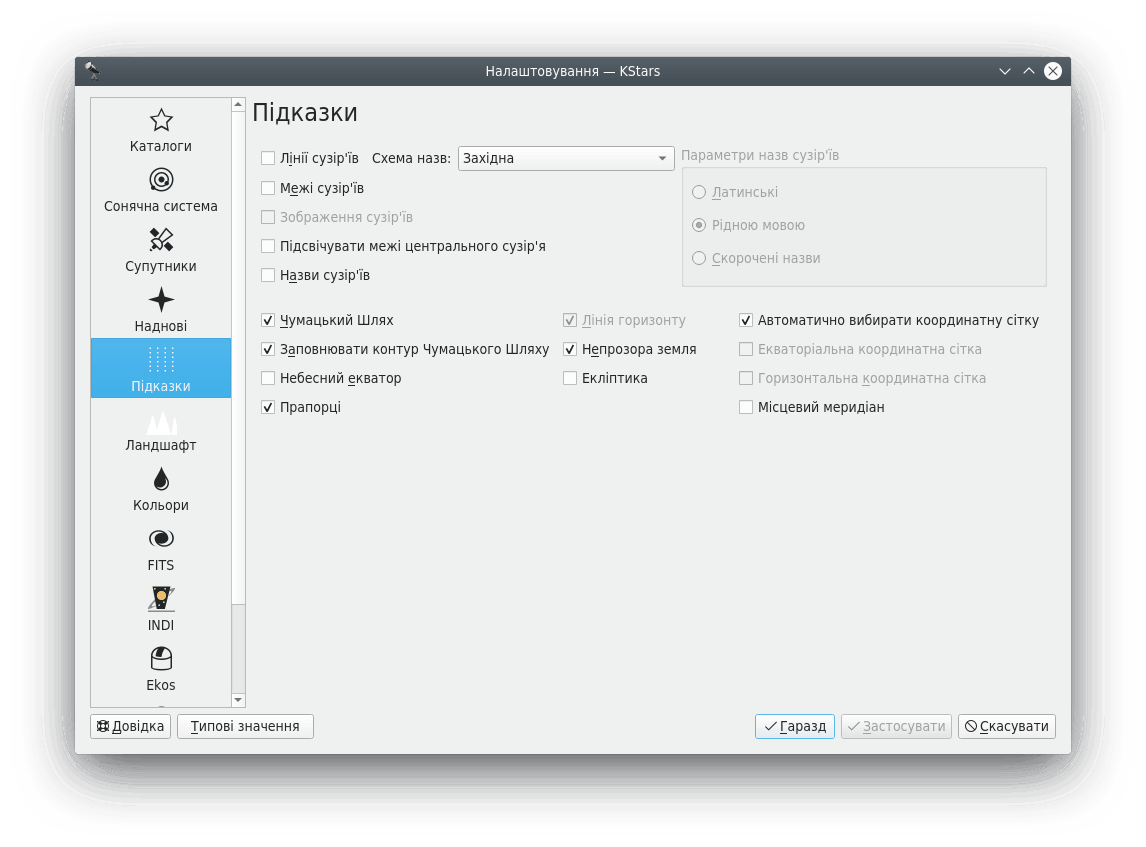 Налаштовування — KStars
Каталоги
Сонячна система
Супутники
Наднові
Підказки
Ландшафт
Кольори
FITS
INDI
Ekos
Підказки
Лінії сузір'їв Схема назв: Західна
Межі сузір'їв
Зображення сузір'їв
Підсвічувати межі центрального сузір'я
Назви сузір'їв
Параметри назв сузір'їв
Латинські
Рідною мовою
Скорочені назви
Чумацький Шлях Лінія горизонту Автоматично вибирати координатну сітку
Заповнювати контур Чумацького Шляху Непрозора земля Екваторіальна координатна сітка
Небесний екватор Екліптика Горизонтальна координатна сітка
Прапорці Місцевий меридіан
Довідка Типові значення Гаразд Застосувати Скасувати